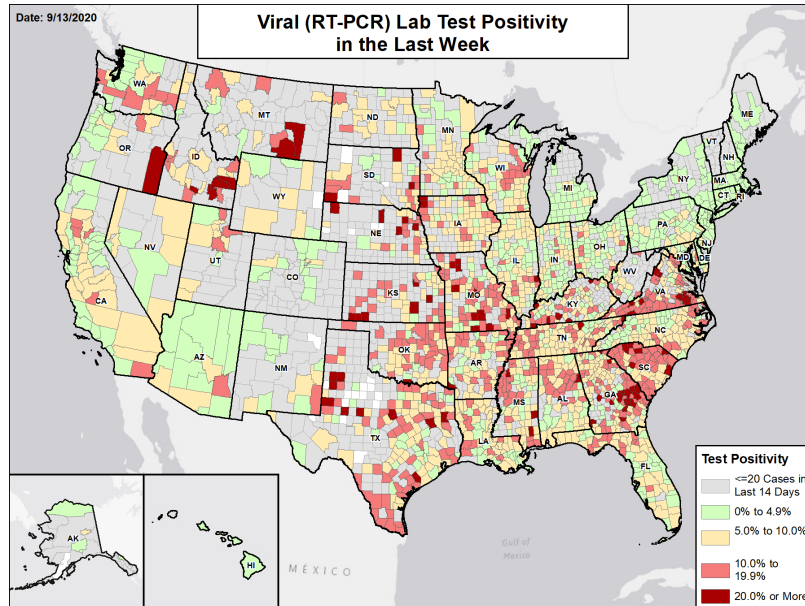 Date: 9/13/2020
Viral (RT-PCR) Lab Test Positivity
in the Last Week
WA
MT
ND
MN
ME
OR
ID
SD
WI
VT
NH
WY
MI
NY
MA
CT
RI
NE
IA
PA
NJ
NV
UT
CO
IL
IN
OH
MD
DE
CA
KS
MO
WV
VA
KY
AZ
NM
OK
AR
TN
NC
SC
TX
LA
MS
AL
GA
FL
AK
HI
MÉXICO
Gulf of
Mexico
Test Positivity
<=20 Cases in
Last 14 Days
0% to 4.9%
5.0% to 10.0%
10.0% to
19.9%
20.0% or More